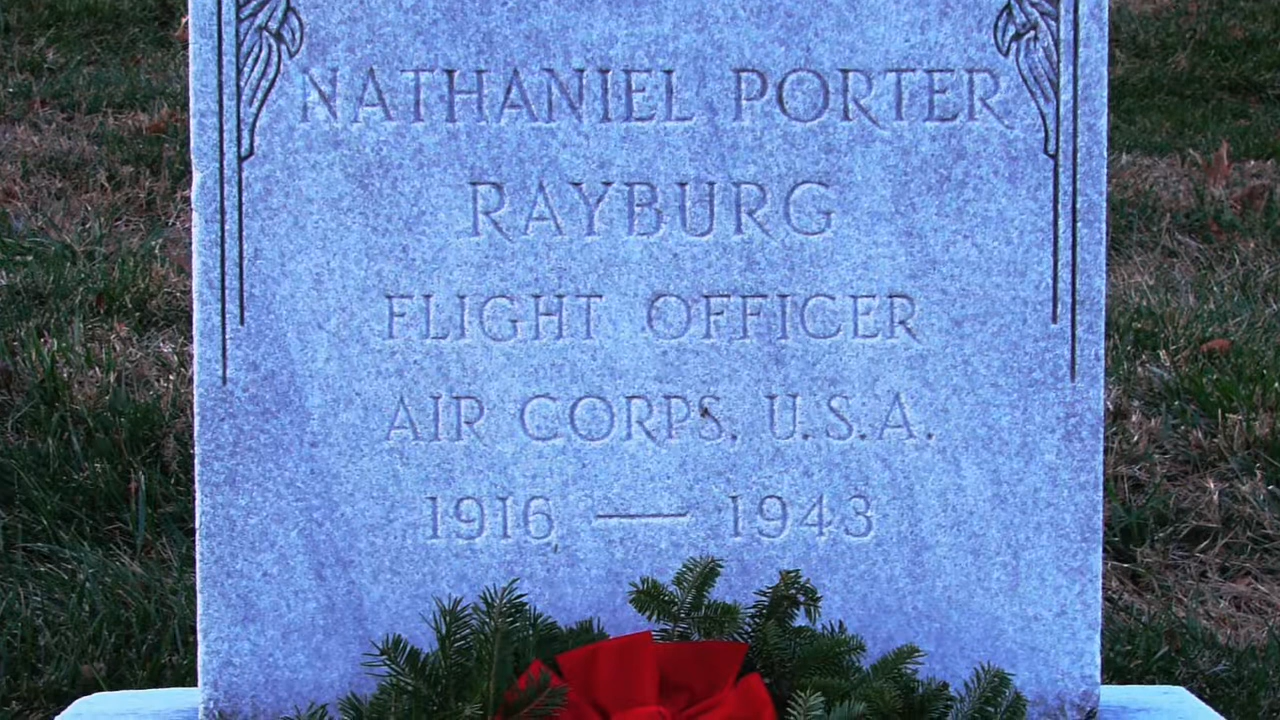 NATHANIEL PORTER
RAYBURG
FLIGHT OFFICER
AIR CORPS, U.S.A.
1916 — 1943